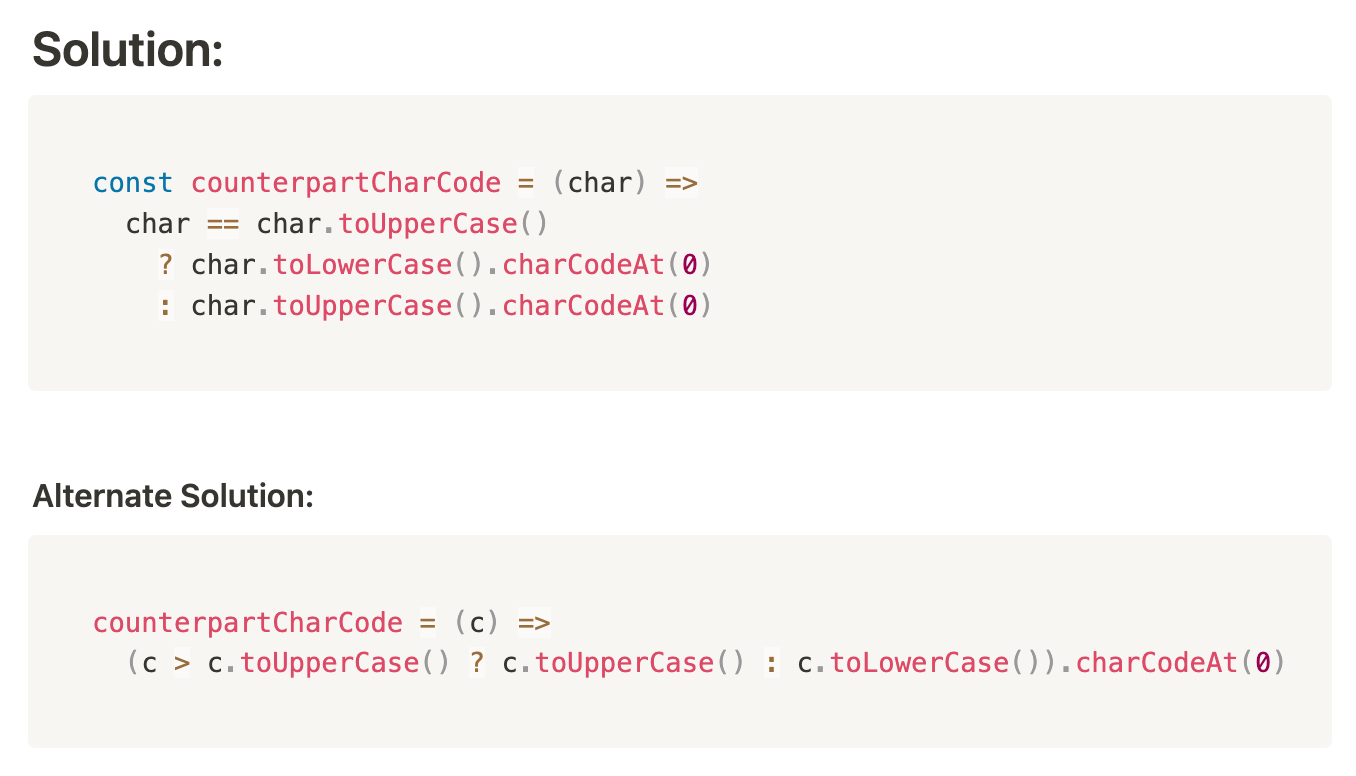 Solution:
const counterpartCharCode = (char) =>
char == char.toUpperCase()
? char.toLowerCase().charCodeAt(0)
: char.toUpperCase().charCodeAt(0)
Alternate Solution:
counterpartCharCode = (c) =>
(c > c.toUpperCase() ? c.toUpperCase() : c.toLowerCase()).charCodeAt(0)